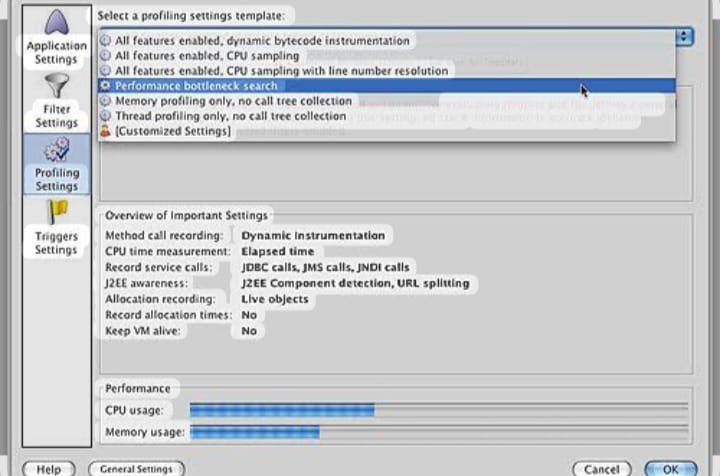 Select a profiling settings template:
Application
Settings
Filter
Settings
Profiling
Settings
Triggers
Settings
All features enabled, dynamic bytecode instrumentation
All features enabled, CPU sampling
All features enabled, CPU sampling with line number resolution
Performance bottleneck search
Memory profiling only, no call tree collection
Thread profiling only, no call tree collection
[Customized Settings]
Overview of Important Settings
Method call recording: Dynamic Instrumentation
CPU time measurement: Elapsed time
Record service calls: JDBC calls, JMS calls, JNDI calls
J2EE awareness: J2EE Component detection, URL splitting
Allocation recording: Live objects
Record allocation times: No
Keep VM alive: No
Performance
CPU usage:
Memory usage:
Help
General Settings
Cancel
OK